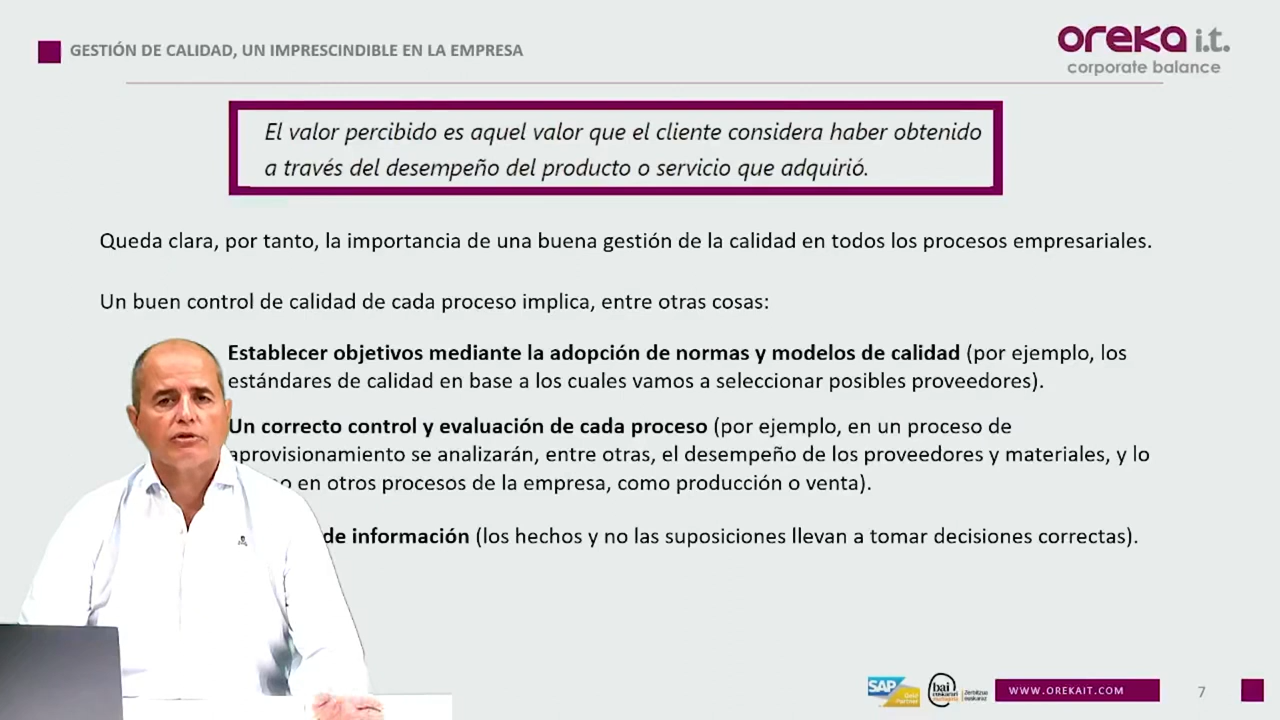 GESTIÓN DE CALIDAD, UN IMPRESCINDIBLE EN LA EMPRESA
oreka i.t.
corporate balance
El valor percibido es aquel valor que el cliente considera haber obtenido
a través del desempeño del producto o servicio que adquirió.
Queda clara, por tanto, la importancia de una buena gestión de la calidad en todos los procesos empresariales.
Un buen control de calidad de cada proceso implica, entre otras cosas:
Establecer objetivos mediante la adopción de normas y modelos de calidad (por ejemplo, los
estándares de calidad en base a los cuales vamos a seleccionar posibles proveedores).
Un correcto control y evaluación de cada proceso (por ejemplo, en un proceso de
aprovisionamiento se analizarán, entre otras, el desempeño de los proveedores y materiales, y lo
en otros procesos de la empresa, como producción o venta).
de información (los hechos y no las suposiciones llevan a tomar decisiones correctas).
SAP Gold Partner
bai euskarari
WWW.OREKAIT.COM
7